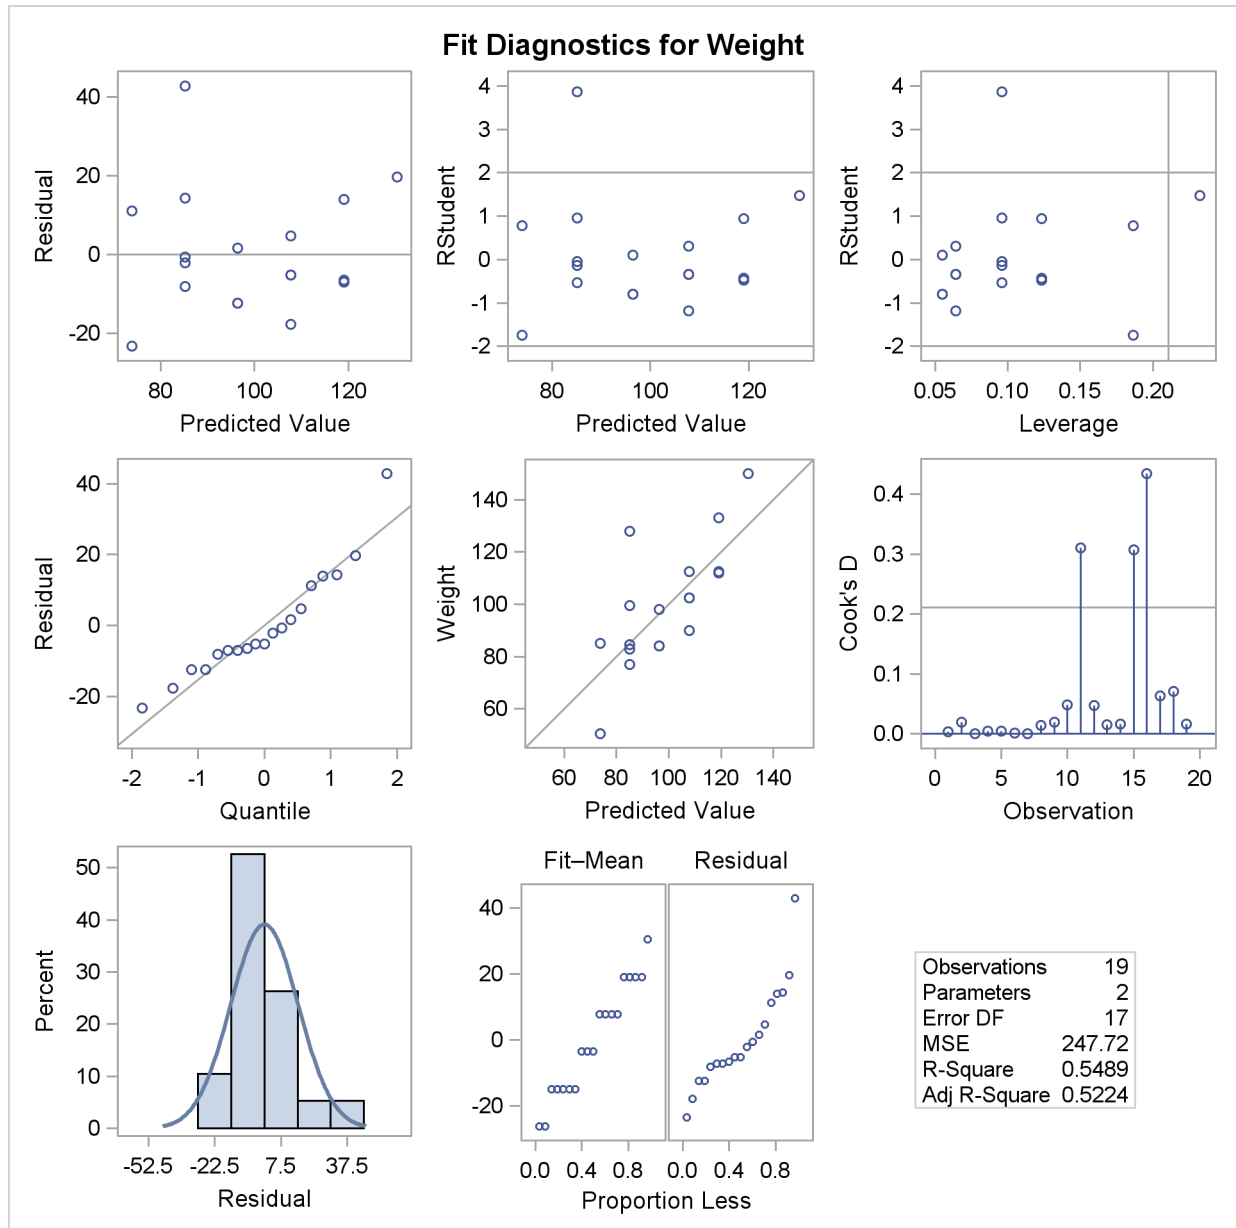 Fit Diagnostics for Weight
40
20
0
-20
Residual
80 100 120
Predicted Value
4
3
2
1
0
-1
-2
RStudent
80 100 120
Predicted Value
4
3
2
1
0
-1
-2
RStudent
0.05 0.10 0.15 0.20
Leverage
40
20
0
-20
Residual
-2 -1 0 1 2
Quantile
140
120
100
80
60
Weight
60 80 100 120 140
Predicted Value
0.4
0.3
0.2
0.1
0.0
Cook's D
0 5 10 15 20
Observation
50
40
30
20
10
0
Percent
-52.5 -22.5 7.5 37.5
Residual
Fit–Mean Residual
40
20
0
-20
0.0 0.4 0.8 0.0 0.4 0.8
Proportion Less
Observations 19
Parameters 2
Error DF 17
MSE 247.72
R-Square 0.5489
Adj R-Square 0.5224